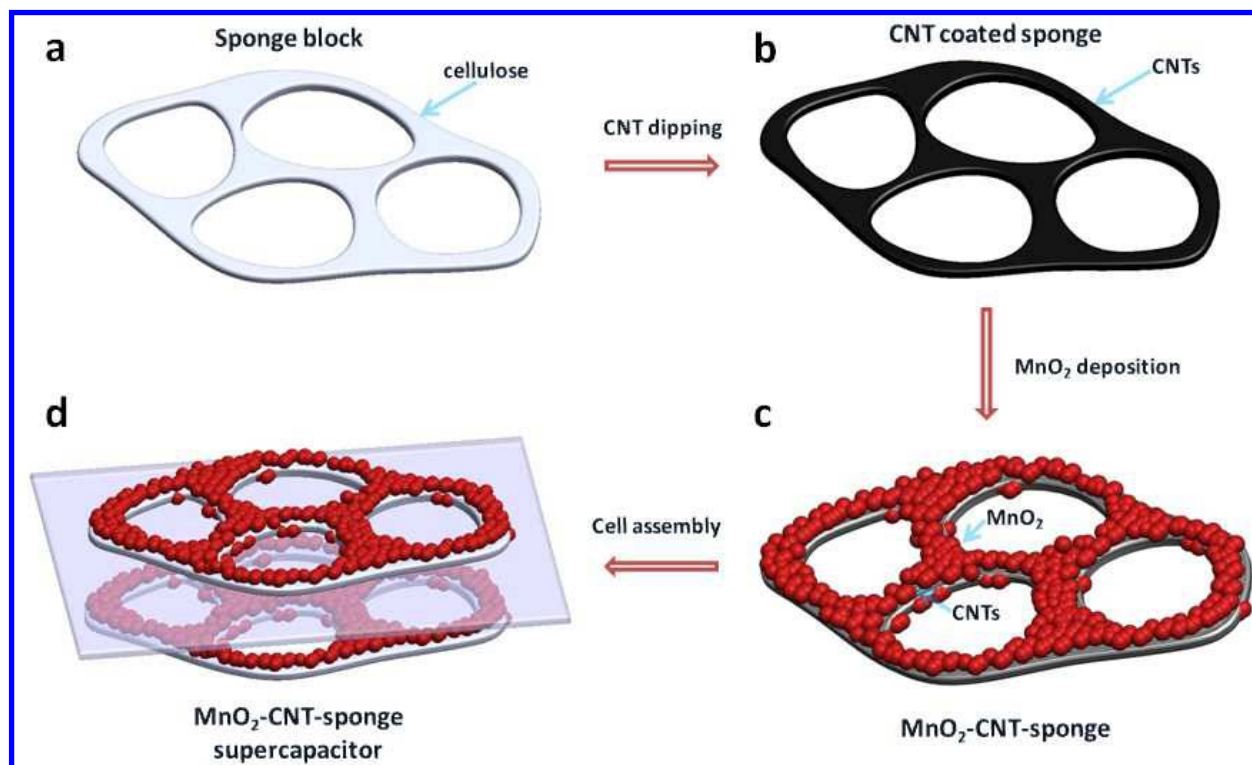 a
Sponge block
cellulose
CNT dipping
b
CNT coated sponge
CNTs
MnO₂ deposition
d
Cell assembly
c
MnO₂
CNTs
MnO₂-CNT-sponge
supercapacitor
MnO₂-CNT-sponge